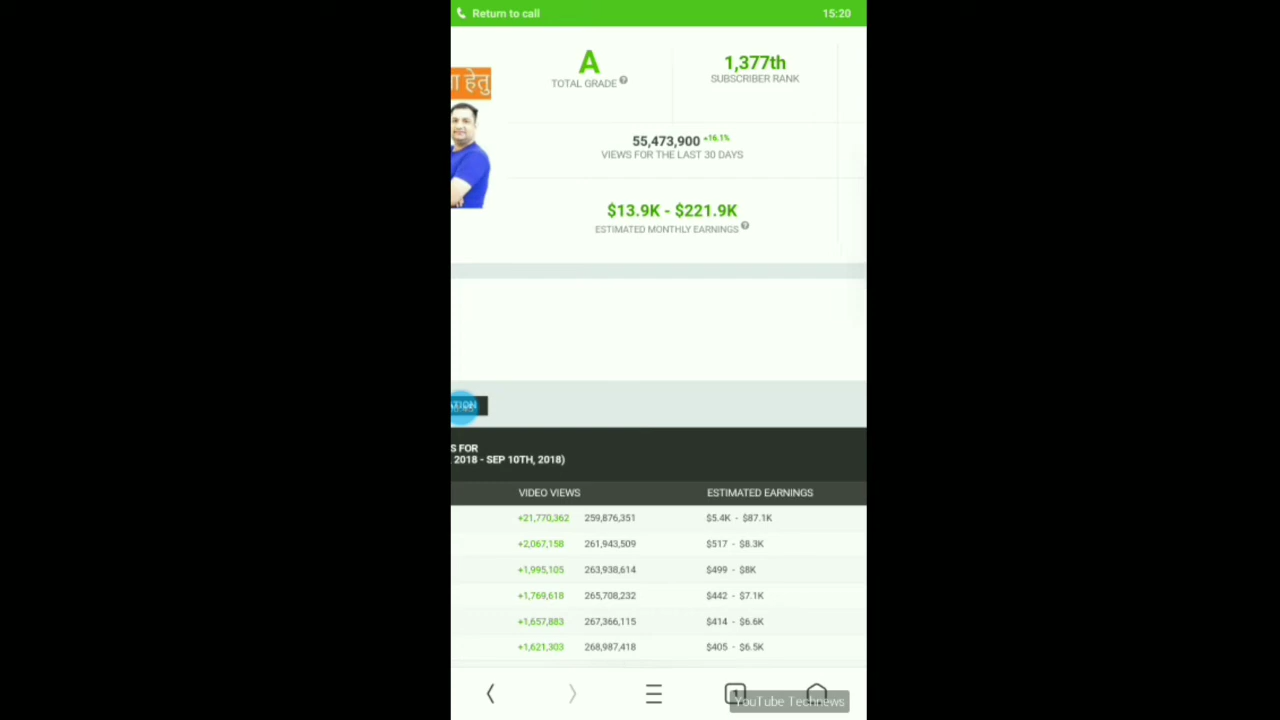 Return to call 15:20
ा हेतु
A
TOTAL GRADE
1,377th
SUBSCRIBER RANK
55,473,900 +16.1%
VIEWS FOR THE LAST 30 DAYS
$13.9K - $221.9K
ESTIMATED MONTHLY EARNINGS
S FOR
2018 - SEP 10TH, 2018)
VIDEO VIEWS ESTIMATED EARNINGS
+21,770,362 259,876,351 $5.4K - $87.1K
+2,067,158 261,943,509 $517 - $8.3K
+1,995,105 263,938,614 $499 - $8K
+1,769,618 265,708,232 $442 - $7.1K
+1,657,883 267,366,115 $414 - $6.6K
+1,621,303 268,987,418 $405 - $6.5K
1
YouTube Technews